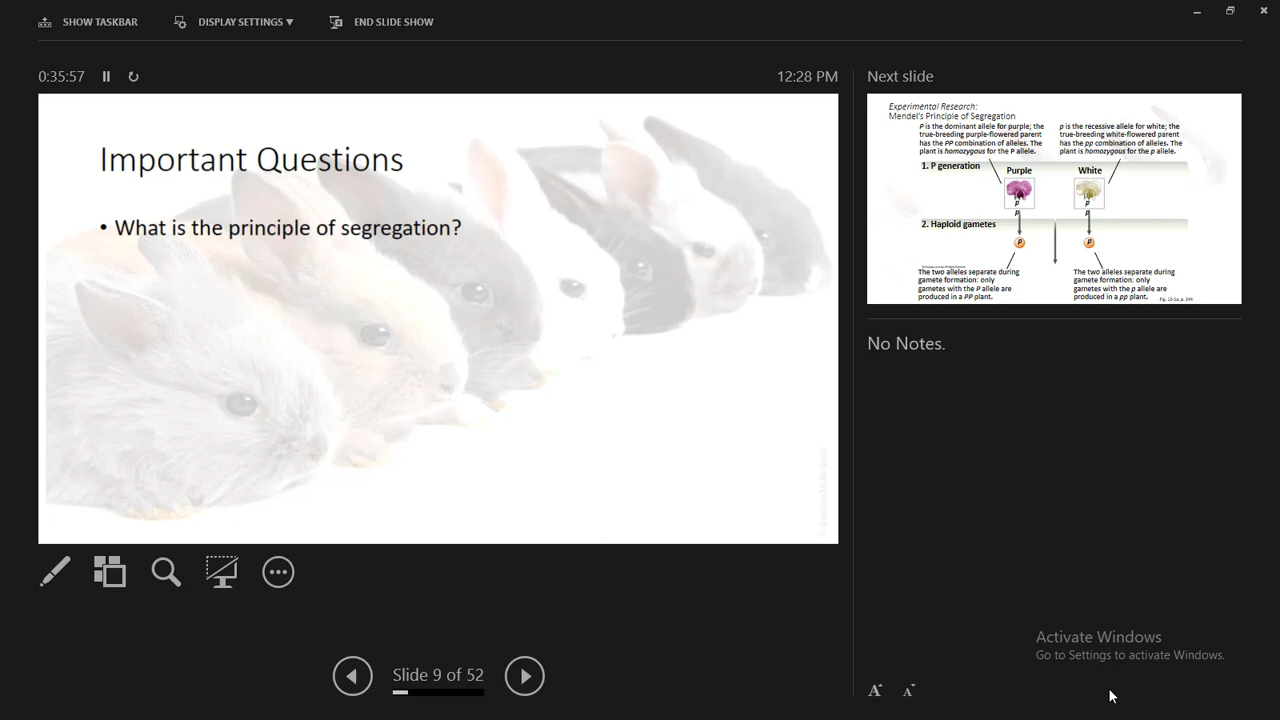 SHOW TASKBAR
DISPLAY SETTINGS ▼
END SLIDE SHOW
0:35:57
12:28 PM
Important Questions
• What is the principle of segregation?
Slide 9 of 52
Next slide
Experimental Research:
Mendel's Principle of Segregation
P is the dominant allele for purple; the
true-breeding purple-flowered parent
has the PP combination of alleles. The
plant is homozygous for the P allele.
p is the recessive allele for white; the
true-breeding white-flowered parent
has the pp combination of alleles. The
plant is homozygous for the p allele.
1. P generation
Purple
White
P
P
p
p
2. Haploid gametes
P
p
The two alleles separate during
gamete formation: only
gametes with the P allele are
produced in a PP plant.
The two alleles separate during
gamete formation: only
gametes with the p allele are
produced in a pp plant.
No Notes.
Activate Windows
Go to Settings to activate Windows.
A
A